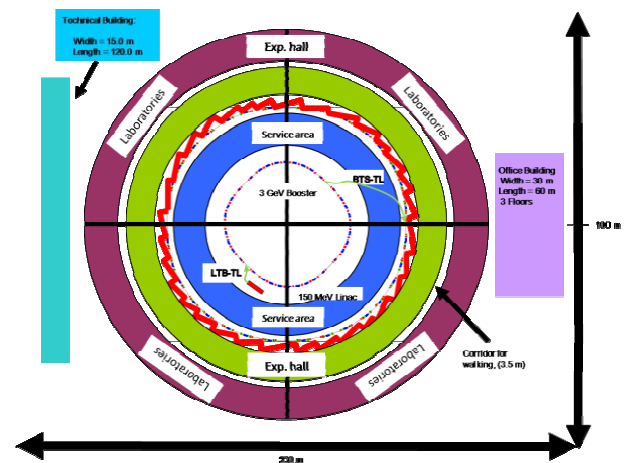 Technical Building:
Width = 15.0 m
Length = 120.0 m
Exp. hall
Laboratories
Laboratories
Service area
BTS-TL
3 GeV Booster
Office Building
Width = 30 m
Length = 60 m
3 Floors
LTB-TL
150 MeV Linac
Service area
Exp. hall
Laboratories
Laboratories
Corridor for
walking, (3.5 m)